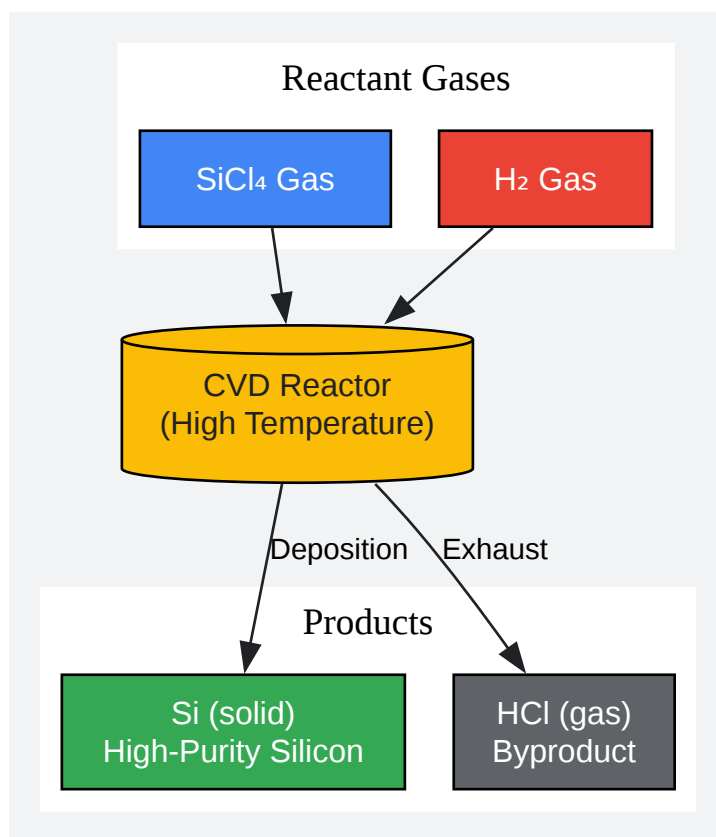 Reactant Gases
SiCl₄ Gas
H₂ Gas
CVD Reactor
(High Temperature)
Deposition
Exhaust
Products
Si (solid)
High-Purity Silicon
HCl (gas)
Byproduct